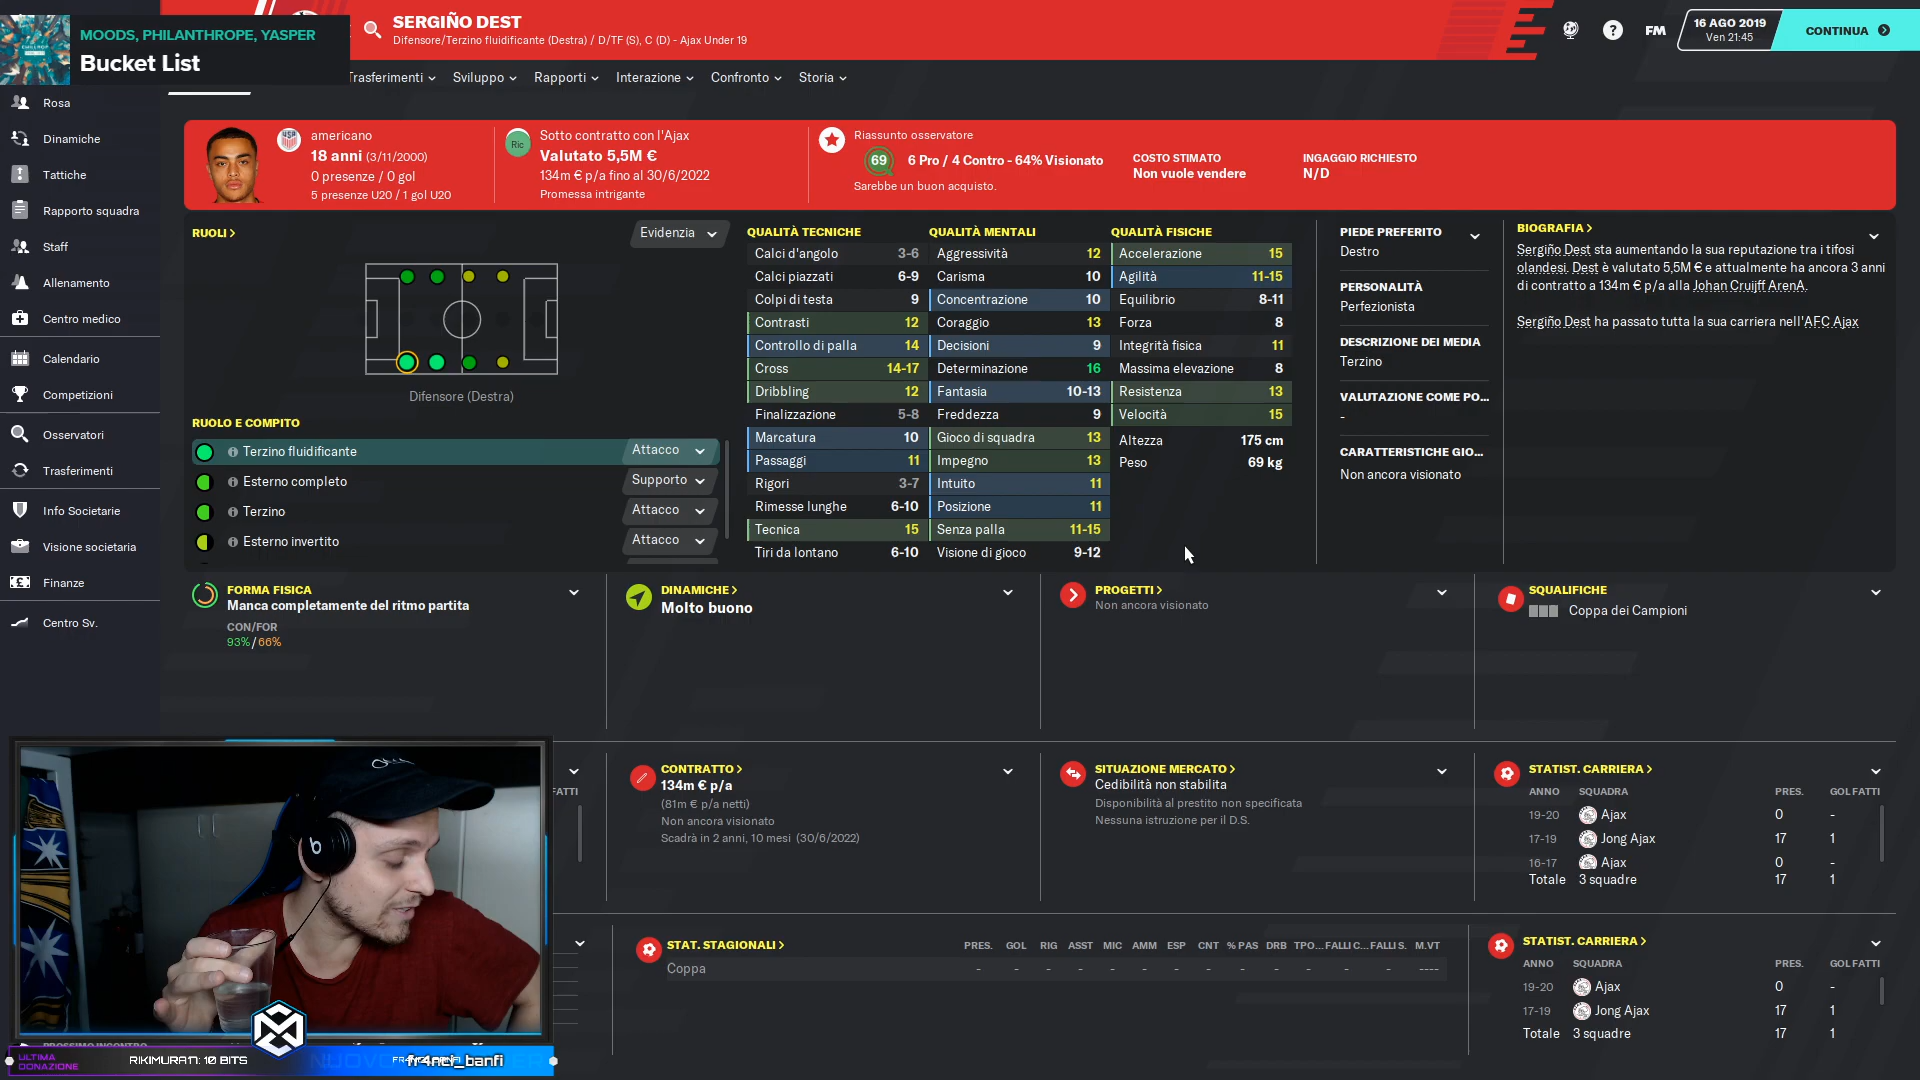 MOODS, PHILANTHROPE, YASPER
Bucket List
SERGIÑO DEST
Difensore/Terzino fluidificante (Destra) / D/TF (S), C (D) - Ajax Under 19
FM
16 AGO 2019
Ven 21:45
CONTINUA
Trasferimenti
Sviluppo
Rapporti
Interazione
Confronto
Storia
Rosa
Dinamiche
Tattiche
Rapporto squadra
Staff
Allenamento
Centro medico
Calendario
Competizioni
Osservatori
Trasferimenti
Info Societarie
Visione societaria
Finanze
Centro Sv.
americano
18 anni (3/11/2000)
0 presenze / 0 gol
5 presenze U20 / 1 gol U20
Ric
Sotto contratto con l'Ajax
Valutato 5,5M €
134m € p/a fino al 30/6/2022
Promessa intrigante
Riassunto osservatore
69
6 Pro / 4 Contro - 64% Visionato
Sarebbe un buon acquisto.
COSTO STIMATO
Non vuole vendere
INGAGGIO RICHIESTO
N/D
RUOLI >
Evidenzia
Difensore (Destra)
RUOLO E COMPITO
Terzino fluidificante Attacco
Esterno completo Supporto
Terzino Attacco
Esterno invertito Attacco
QUALITÀ TECNICHE
Calci d'angolo 3-6
Calci piazzati 6-9
Colpi di testa 9
Contrasti 12
Controllo di palla 14
Cross 14-17
Dribbling 12
Finalizzazione 5-8
Marcatura 10
Passaggi 11
Rigori 3-7
Rimesse lunghe 6-10
Tecnica 15
Tiri da lontano 6-10
QUALITÀ MENTALI
Aggressività 12
Carisma 10
Concentrazione 10
Coraggio 13
Decisioni 9
Determinazione 16
Fantasia 10-13
Freddezza 9
Gioco di squadra 13
Impegno 13
Intuito 11
Posizione 11
Senza palla 11-15
Visione di gioco 9-12
QUALITÀ FISICHE
Accelerazione 15
Agilità 11-15
Equilibrio 8-11
Forza 8
Integrità fisica 11
Massima elevazione 8
Resistenza 13
Velocità 15
Altezza 175 cm
Peso 69 kg
PIEDE PREFERITO
Destro
PERSONALITÀ
Perfezionista
DESCRIZIONE DEI MEDIA
Terzino
VALUTAZIONE COME PO...
-
CARATTERISTICHE GIO...
Non ancora visionato
BIOGRAFIA >
Sergiño Dest sta aumentando la sua reputazione tra i tifosi
olandesi. Dest è valutato 5,5M € e attualmente ha ancora 3 anni
di contratto a 134m € p/a alla Johan Cruijff ArenA.
Sergiño Dest ha passato tutta la sua carriera nell'AFC Ajax
FORMA FISICA
Manca completamente del ritmo partita
CON/FOR
93% / 66%
DINAMICHE >
Molto buono
PROGETTI >
Non ancora visionato
SQUALIFICHE
Coppa dei Campioni
FATTI
CONTRATTO >
134m € p/a
(81m € p/a netti)
Non ancora visionato
Scadrà in 2 anni, 10 mesi (30/6/2022)
SITUAZIONE MERCATO >
Cedibilità non stabilita
Disponibilità al prestito non specificata
Nessuna istruzione per il D.S.
STATIST. CARRIERA >
ANNO SQUADRA PRES. GOL FATTI
19-20 Ajax 0 -
17-19 Jong Ajax 17 1
16-17 Ajax 0 -
Totale 3 squadre 17 1
STAT. STAGIONALI >
PRES. GOL RIG ASST MIC AMM ESP CNT % PAS DRB TPO... FALLI C... FALLI S. M.VT
Coppa - - - - - - - - - - - - - ----
STATIST. CARRIERA >
ANNO SQUADRA PRES. GOL FATTI
19-20 Ajax 0 -
17-19 Jong Ajax 17 1
Totale 3 squadre 17 1
ULTIMA
DONAZIONE
RIKIMURA17: 10 BITS
fr4nci_banfi